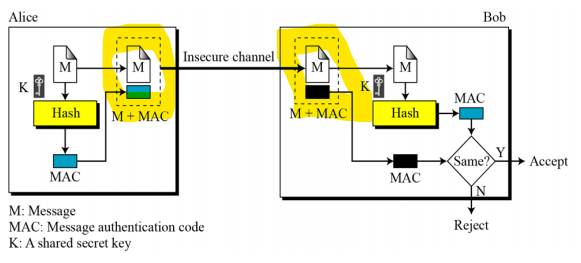 Alice
Bob
M
M
Insecure channel
M
M
K
K
Hash
M + MAC
M + MAC
Hash
MAC
MAC
MAC
Same?
Y
Accept
N
Reject
M: Message
MAC: Message authentication code
K: A shared secret key